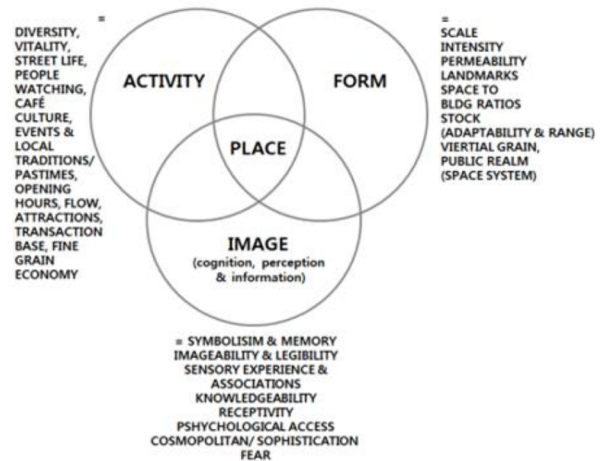 =
DIVERSITY,
VITALITY,
STREET LIFE,
PEOPLE
WATCHING,
CAFÉ
CULTURE,
EVENTS &
LOCAL
TRADITIONS/
PASTIMES,
OPENING
HOURS, FLOW,
ATTRACTIONS,
TRANSACTION
BASE, FINE
GRAIN
ECONOMY
ACTIVITY
FORM
PLACE
IMAGE
(cognition, perception
& information)
=
SCALE
INTENSITY
PERMEABILITY
LANDMARKS
SPACE TO
BLDG RATIOS
STOCK
(ADAPTABILITY & RANGE)
VIERTIAL GRAIN,
PUBLIC REALM
(SPACE SYSTEM)
= SYMBOLISIM & MEMORY
IMAGEABILITY & LEGIBILITY
SENSORY EXPERIENCE &
ASSOCIATIONS
KNOWLEDGEABILITY
RECEPTIVITY
PSHYCHOLOGICAL ACCESS
COSMOPOLITAN/ SOPHISTICATION
FEAR